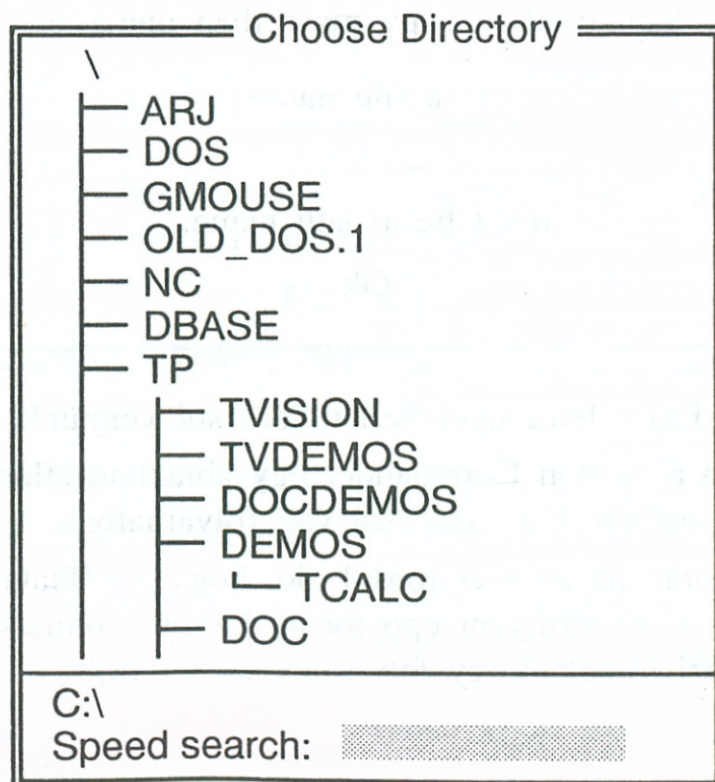 Choose Directory
\
ARJ
DOS
GMOUSE
OLD_DOS.1
NC
DBASE
TP
TVISION
TVDEMOS
DOCDEMOS
DEMOS
TCALC
DOC
C:\
Speed search: